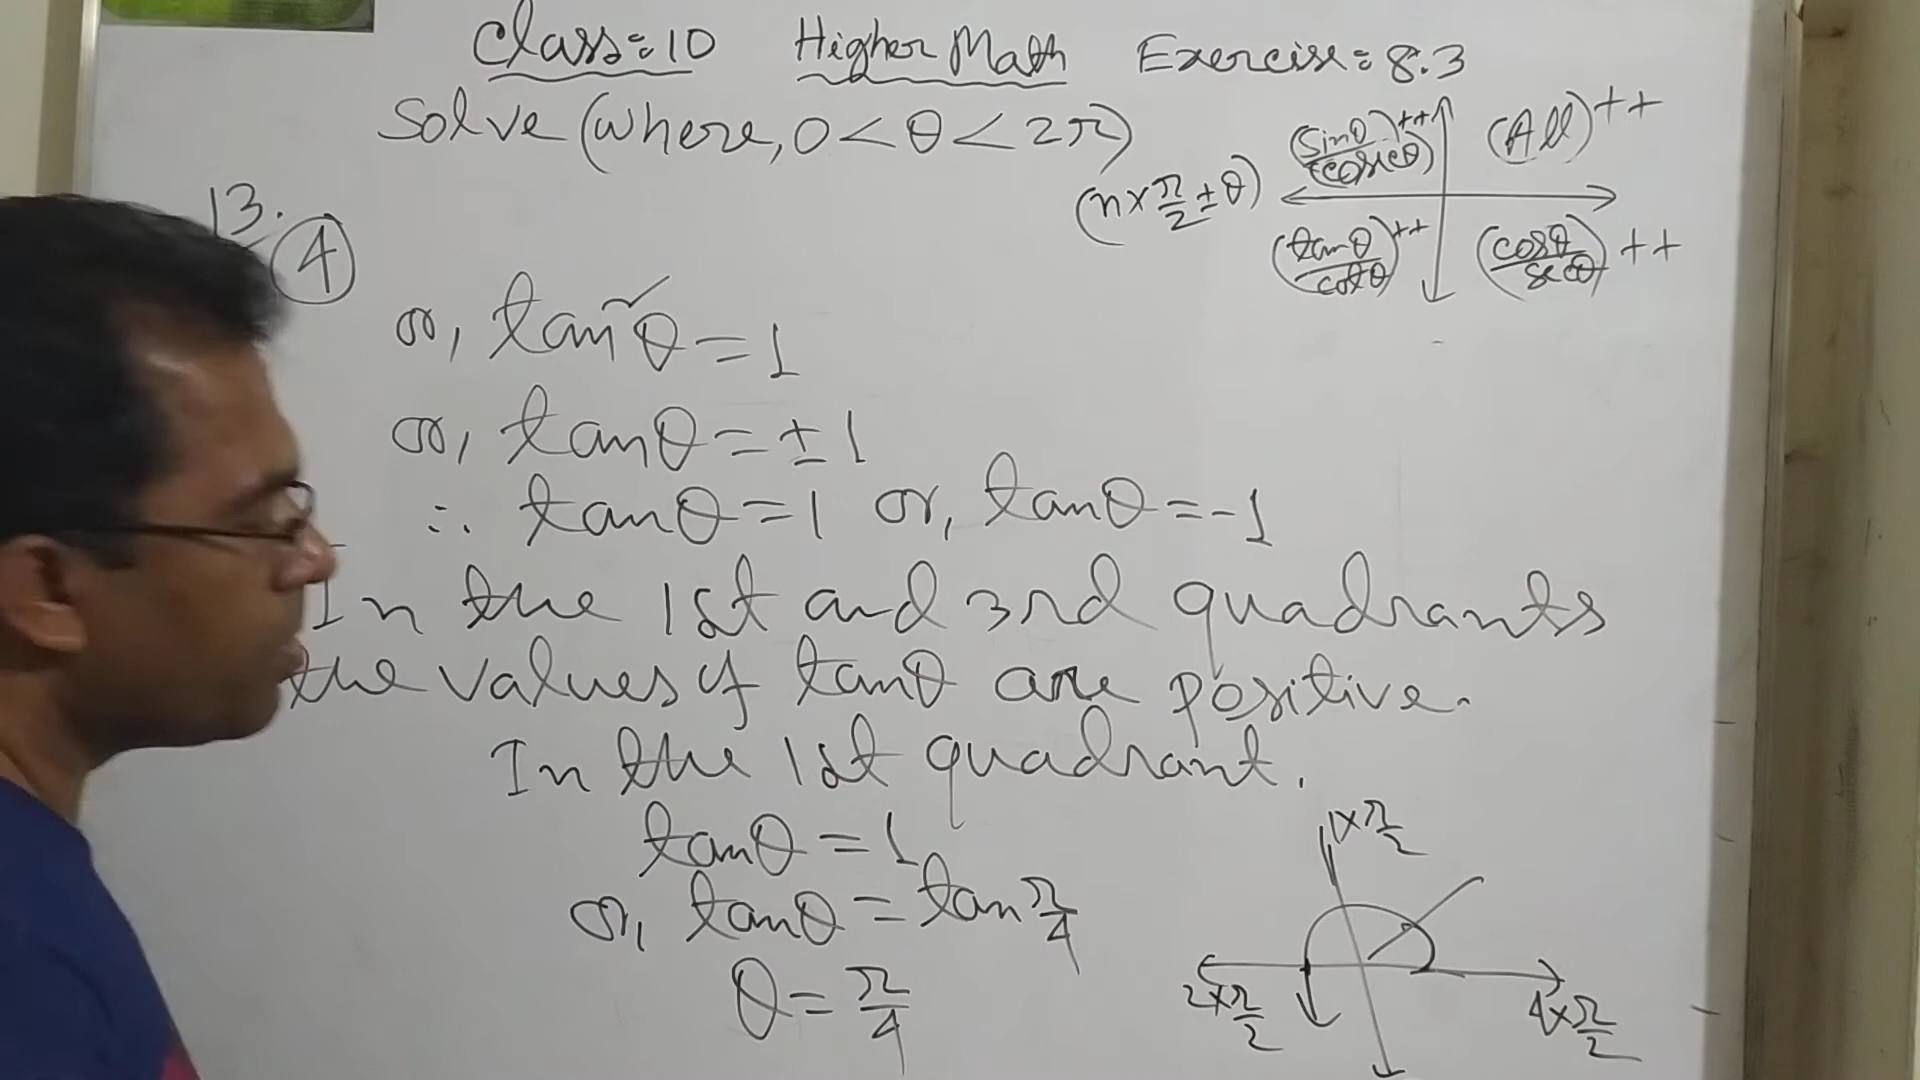 Class:10 Higher Math Exercise: 8.3
Solve (where, 0 < θ < 2π)
(n×π/2 ± θ)
(sinθ/cosecθ)++ (All)++
(tanθ/cotθ)++ (cosθ/secθ)++
13. (4)
or, tan²θ = 1
or, tanθ = ±1
∴ tanθ = 1 or, tanθ = -1
In the 1st and 3rd quadrants
the values of tanθ are positive.
In the 1st quadrant.
tanθ = 1
or, tanθ = tan π/4
θ = π/4
1×π/2
2×π/2 4×π/2